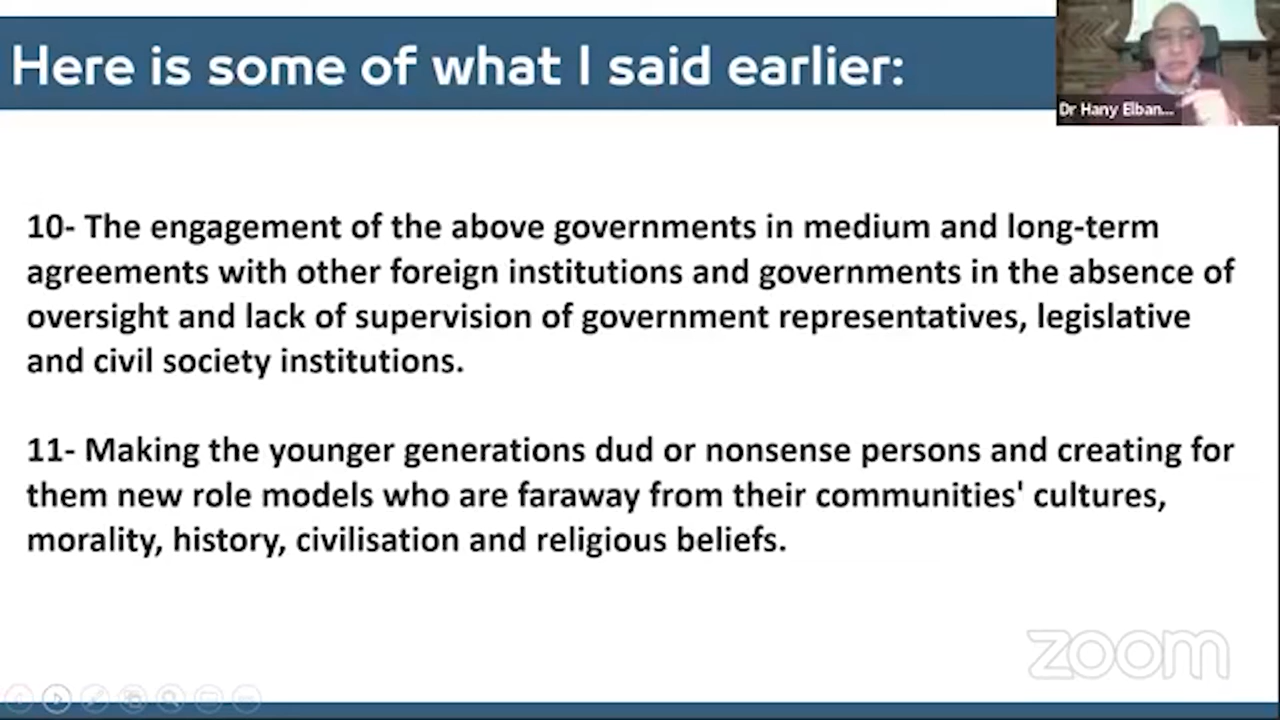 Here is some of what I said earlier:
Dr Hany Elban...
10- The engagement of the above governments in medium and long-term
agreements with other foreign institutions and governments in the absence of
oversight and lack of supervision of government representatives, legislative
and civil society institutions.
11- Making the younger generations dud or nonsense persons and creating for
them new role models who are faraway from their communities' cultures,
morality, history, civilisation and religious beliefs.
zoom